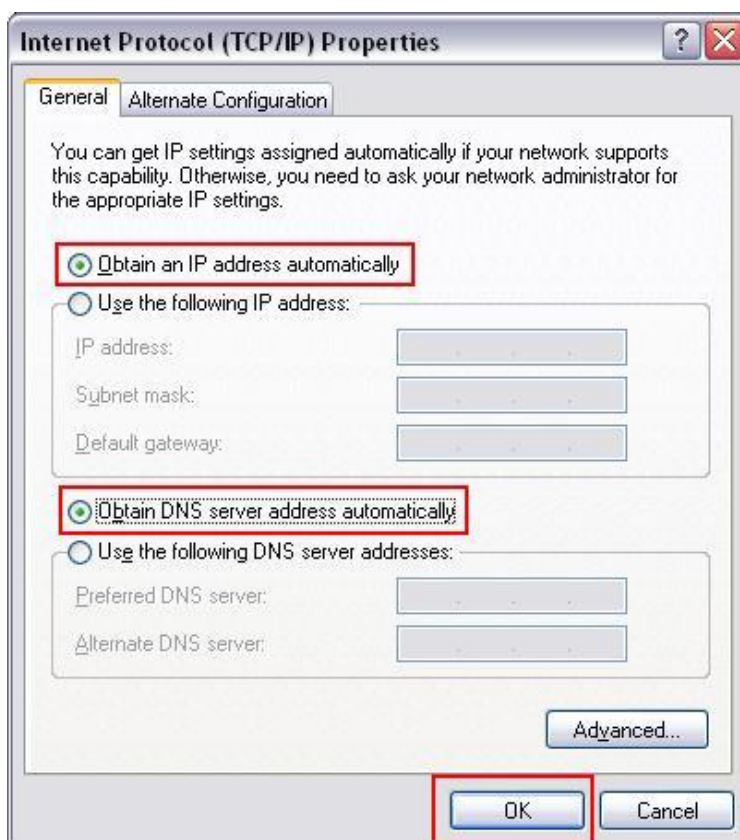 Internet Protocol (TCP/IP) Properties
?
General
Alternate Configuration
You can get IP settings assigned automatically if your network supports
this capability. Otherwise, you need to ask your network administrator for
the appropriate IP settings.
Obtain an IP address automatically
Use the following IP address:
IP address:
Subnet mask:
Default gateway:
Obtain DNS server address automatically
Use the following DNS server addresses:
Preferred DNS server:
Alternate DNS server:
Advanced...
OK
Cancel